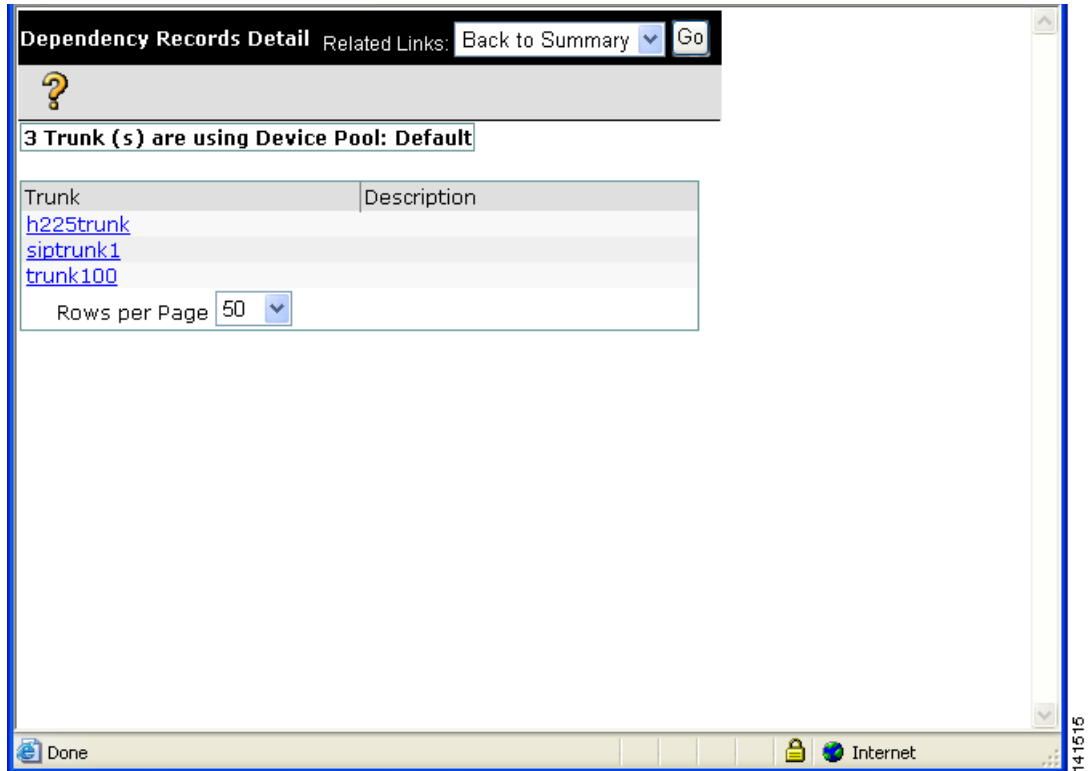 Dependency Records Detail Related Links: Back to Summary Go
?
3 Trunk (s) are using Device Pool: Default
Trunk Description
h225trunk
siptrunk1
trunk100
Rows per Page 50
Done Internet
141515